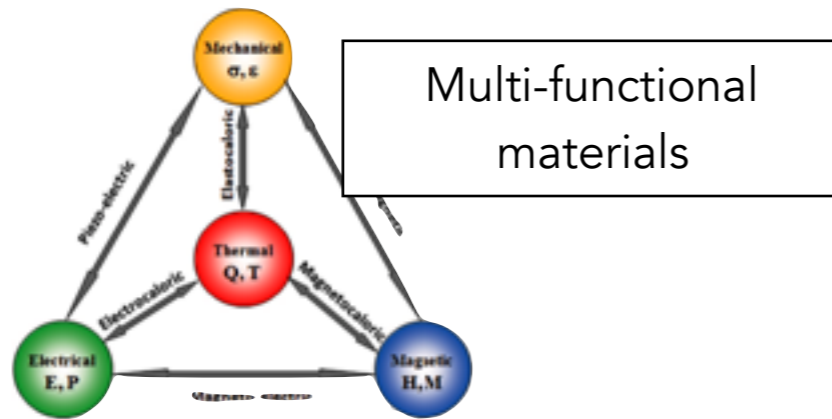 Mechanical
σ, ε
Multi-functional
materials
Piezo-electric
Elastocaloric
Thermal
Q, T
Electrocaloric
Magnetocaloric
Electrical
E, P
Magnetic
H,M